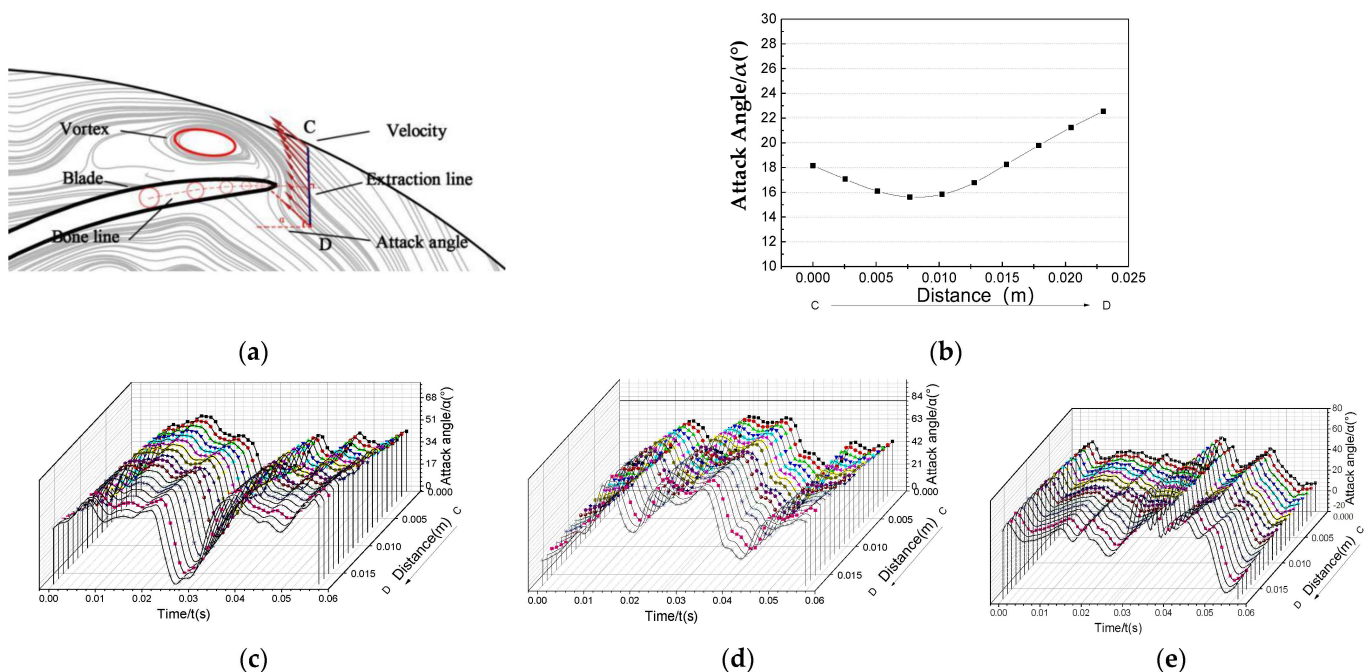 Vortex
C
Velocity
Blade
Extraction line
Bone line
α
D
Attack angle
(a)
Attack Angle/α(°)
30
28
26
24
22
20
18
16
14
12
10
0.000 0.005 0.010 0.015 0.020 0.025
Distance (m)
C D
(b)
68
51
34
17
0
Attack angle/α(°)
0.000
0.005
0.010
0.015
Distance(m)
C
D
0.00 0.01 0.02 0.03 0.04 0.05 0.06
Time/t(s)
(c)
84
63
42
21
0
Attack angle/α(°)
0.000
0.005
0.010
0.015
Distance(m)
C
D
0.00 0.01 0.02 0.03 0.04 0.05 0.06
Time/t(s)
(d)
80
60
40
20
0
-20
Attack angle/α(°)
0.000
0.005
0.010
0.015
Distance(m)
C
D
0.00 0.01 0.02 0.03 0.04 0.05 0.06
Time/t(s)
(e)